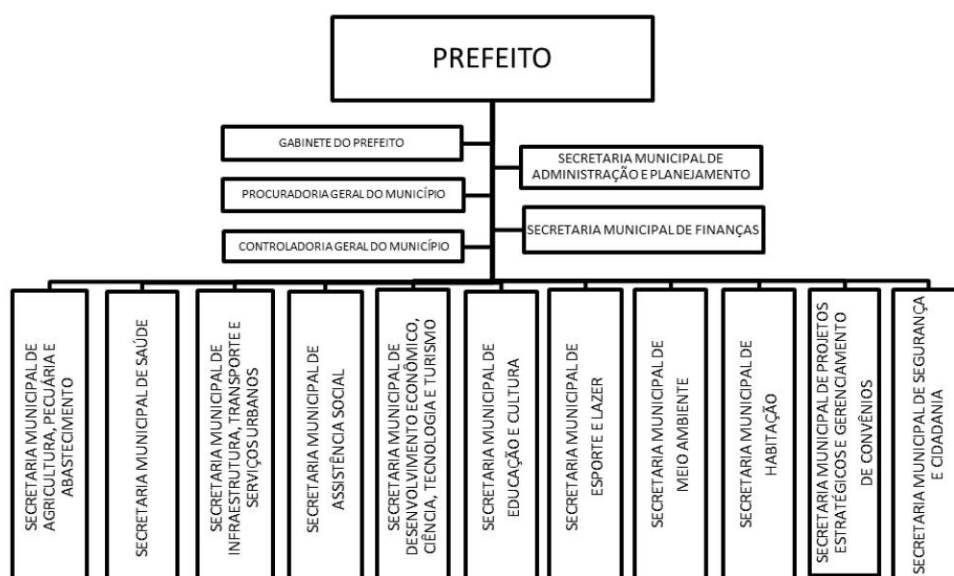 PREFEITO
GABINETE DO PREFEITO
SECRETARIA MUNICIPAL DE
ADMINISTRAÇÃO E PLANEJAMENTO
PROCURADORIA GERAL DO MUNICÍPIO
SECRETARIA MUNICIPAL DE FINANÇAS
CONTROLADORIA GERAL DO MUNICÍPIO
SECRETARIA MUNICIPAL DE
AGRICULTURA, PECUÁRIA E
ABASTECIMENTO
SECRETARIA MUNICIPAL DE SAÚDE
SECRETARIA MUNICIPAL DE
INFRAESTRUTURA, TRANSPORTE E
SERVIÇOS URBANOS
SECRETARIA MUNICIPAL DE
ASSISTÊNCIA SOCIAL
SECRETARIA MUNICIPAL DE
DESENVOLVIMENTO ECONÔMICO,
CIÊNCIA, TECNOLOGIA E TURISMO
SECRETARIA MUNICIPAL DE
EDUCAÇÃO E CULTURA
SECRETARIA MUNICIPAL DE
ESPORTE E LAZER
SECRETARIA MUNICIPAL DE
MEIO AMBIENTE
SECRETARIA MUNICIPAL DE
HABITAÇÃO
SECRETARIA MUNICIPAL DE PROJETOS
ESTRATÉGICOS E GERENCIAMENTO
DE CONVÊNIOS
SECRETARIA MUNICIPAL DE SEGURANÇA
E CIDADANIA